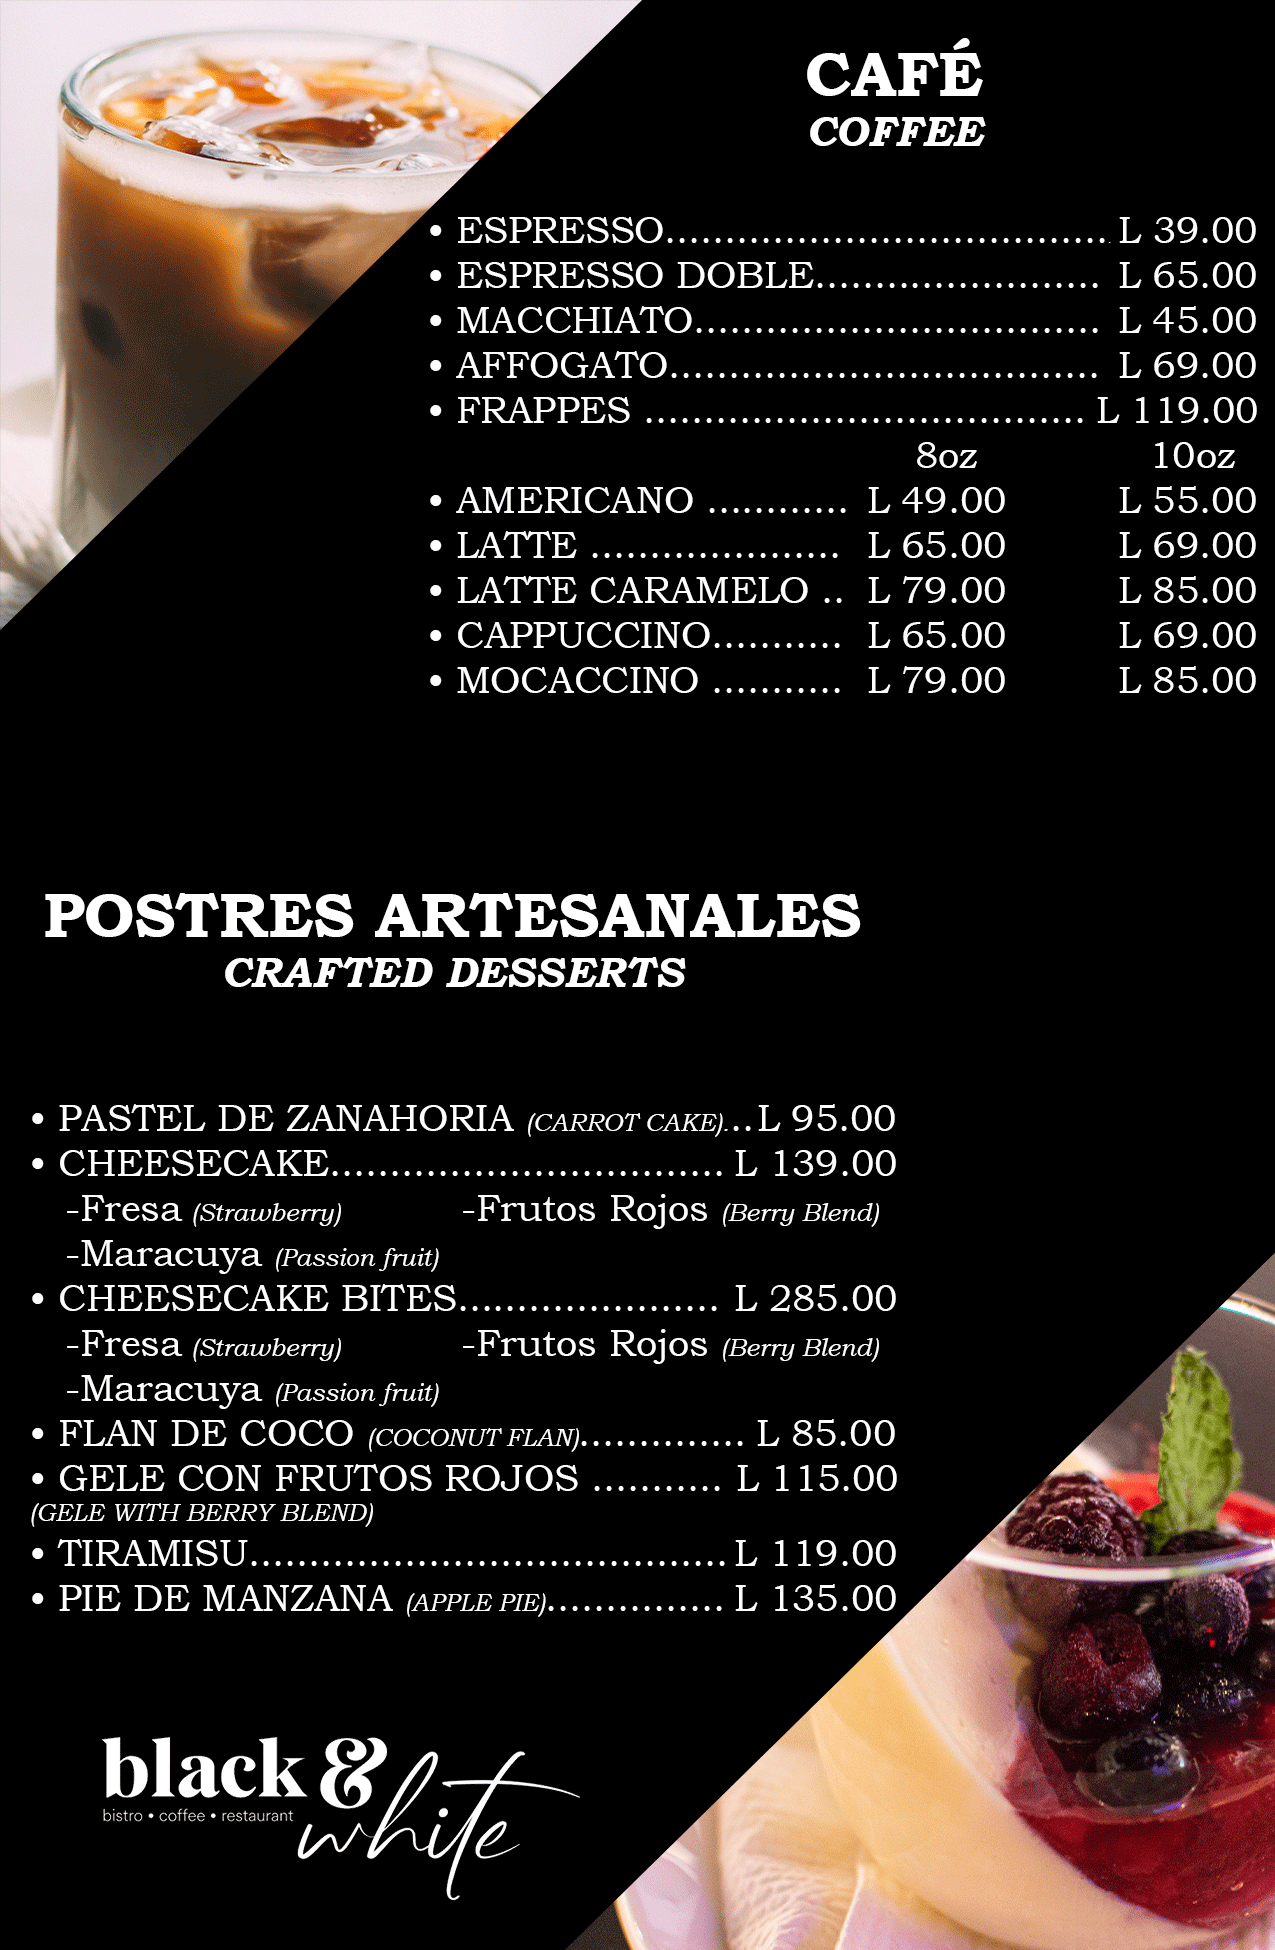 CAFÉ
COFFEE
• ESPRESSO..................................... L 39.00
• ESPRESSO DOBLE........................ L 65.00
• MACCHIATO.................................. L 45.00
• AFFOGATO.................................... L 69.00
• FRAPPES ..................................... L 119.00
8oz 10oz
• AMERICANO ............ L 49.00 L 55.00
• LATTE ..................... L 65.00 L 69.00
• LATTE CARAMELO .. L 79.00 L 85.00
• CAPPUCCINO........... L 65.00 L 69.00
• MOCACCINO ........... L 79.00 L 85.00
POSTRES ARTESANALES
CRAFTED DESSERTS
• PASTEL DE ZANAHORIA (CARROT CAKE)...L 95.00
• CHEESECAKE................................. L 139.00
-Fresa (Strawberry) -Frutos Rojos (Berry Blend)
-Maracuya (Passion fruit)
• CHEESECAKE BITES...................... L 285.00
-Fresa (Strawberry) -Frutos Rojos (Berry Blend)
-Maracuya (Passion fruit)
• FLAN DE COCO (COCONUT FLAN).............. L 85.00
• GELE CON FRUTOS ROJOS ........... L 115.00
(GELE WITH BERRY BLEND)
• TIRAMISU........................................ L 119.00
• PIE DE MANZANA (APPLE PIE)............... L 135.00
black &
bistro • coffee • restaurant
white